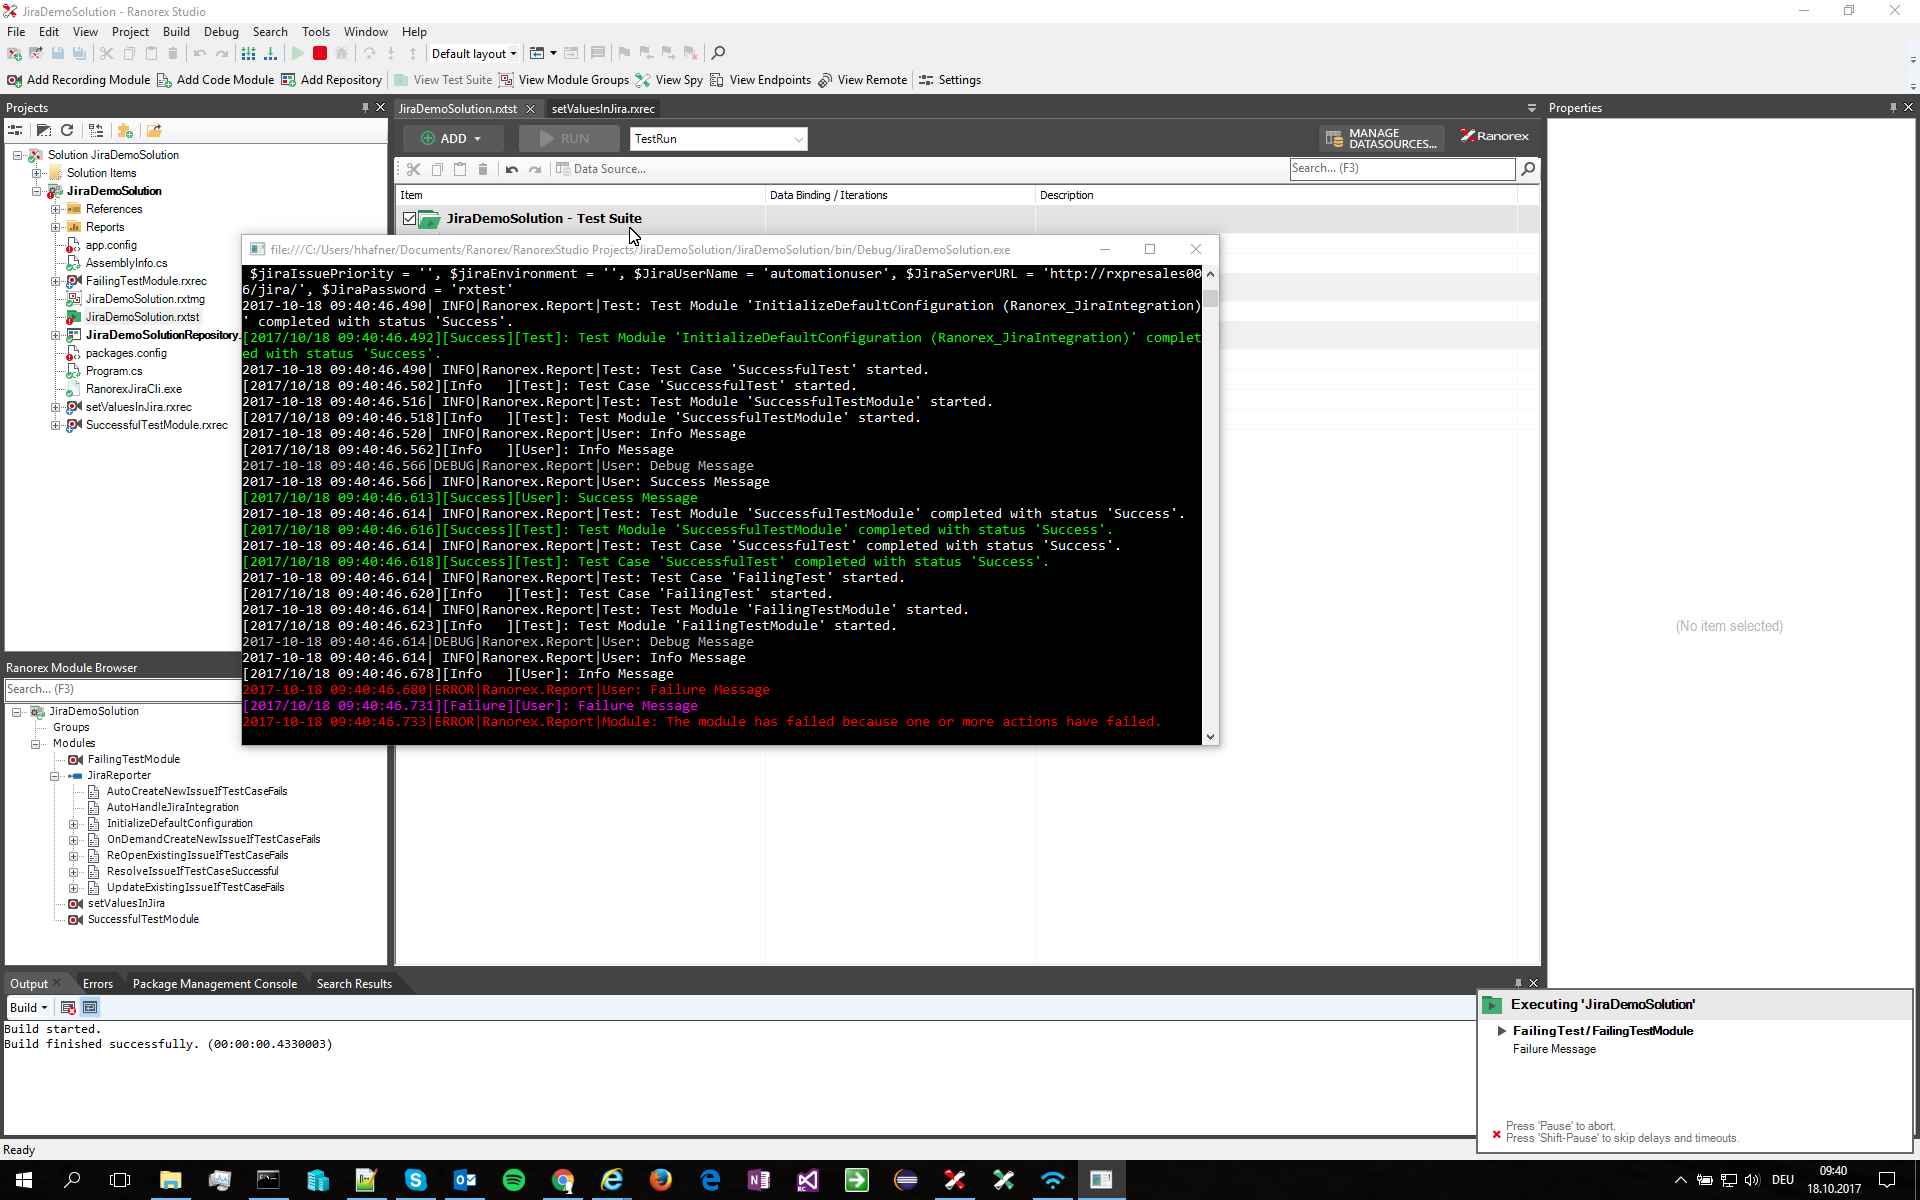 JiraDemoSolution - Ranorex Studio
File Edit View Project Build Debug Search Tools Window Help
Default layout
Add Recording Module Add Code Module Add Repository View Test Suite View Module Groups View Spy View Endpoints View Remote Settings
Projects
Solution JiraDemoSolution
Solution Items
JiraDemoSolution
References
Reports
app.config
AssemblyInfo.cs
FailingTestModule.rxrec
JiraDemoSolution.rxtmg
JiraDemoSolution.rxtst
JiraDemoSolutionRepository.
packages.config
Program.cs
RanorexJiraCli.exe
setValuesInJira.rxrec
SuccessfulTestModule.rxrec
JiraDemoSolution.rxtst setValuesInJira.rxrec
ADD RUN TestRun MANAGE DATASOURCES... Ranorex
Data Source... Search... (F3)
Item Data Binding / Iterations Description
JiraDemoSolution - Test Suite
file:///C:/Users/hhafner/Documents/Ranorex/RanorexStudio Projects/JiraDemoSolution/JiraDemoSolution/bin/Debug/JiraDemoSolution.exe
$jiraIssuePriority = '', $jiraEnvironment = '', $JiraUserName = 'automationuser', $JiraServerURL = 'http://rxpresales00
6/jira/', $JiraPassword = 'rxtest'
2017-10-18 09:40:46.490| INFO|Ranorex.Report|Test: Test Module 'InitializeDefaultConfiguration (Ranorex_JiraIntegration)
' completed with status 'Success'.
[2017/10/18 09:40:46.492][Success][Test]: Test Module 'InitializeDefaultConfiguration (Ranorex_JiraIntegration)' complet
ed with status 'Success'.
2017-10-18 09:40:46.490| INFO|Ranorex.Report|Test: Test Case 'SuccessfulTest' started.
[2017/10/18 09:40:46.502][Info   ][Test]: Test Case 'SuccessfulTest' started.
2017-10-18 09:40:46.516| INFO|Ranorex.Report|Test: Test Module 'SuccessfulTestModule' started.
[2017/10/18 09:40:46.518][Info   ][Test]: Test Module 'SuccessfulTestModule' started.
2017-10-18 09:40:46.520| INFO|Ranorex.Report|User: Info Message
[2017/10/18 09:40:46.562][Info   ][User]: Info Message
2017-10-18 09:40:46.566|DEBUG|Ranorex.Report|User: Debug Message
2017-10-18 09:40:46.566| INFO|Ranorex.Report|User: Success Message
[2017/10/18 09:40:46.613][Success][User]: Success Message
2017-10-18 09:40:46.614| INFO|Ranorex.Report|Test: Test Module 'SuccessfulTestModule' completed with status 'Success'.
[2017/10/18 09:40:46.616][Success][Test]: Test Module 'SuccessfulTestModule' completed with status 'Success'.
2017-10-18 09:40:46.614| INFO|Ranorex.Report|Test: Test Case 'SuccessfulTest' completed with status 'Success'.
[2017/10/18 09:40:46.618][Success][Test]: Test Case 'SuccessfulTest' completed with status 'Success'.
2017-10-18 09:40:46.614| INFO|Ranorex.Report|Test: Test Case 'FailingTest' started.
[2017/10/18 09:40:46.620][Info   ][Test]: Test Case 'FailingTest' started.
2017-10-18 09:40:46.614| INFO|Ranorex.Report|Test: Test Module 'FailingTestModule' started.
[2017/10/18 09:40:46.623][Info   ][Test]: Test Module 'FailingTestModule' started.
2017-10-18 09:40:46.614|DEBUG|Ranorex.Report|User: Debug Message
2017-10-18 09:40:46.614| INFO|Ranorex.Report|User: Info Message
[2017/10/18 09:40:46.678][Info   ][User]: Info Message
2017-10-18 09:40:46.680|ERROR|Ranorex.Report|User: Failure Message
[2017/10/18 09:40:46.731][Failure][User]: Failure Message
2017-10-18 09:40:46.733|ERROR|Ranorex.Report|Module: The module has failed because one or more actions have failed.
Properties
(No item selected)
Ranorex Module Browser
Search... (F3)
JiraDemoSolution
Groups
Modules
FailingTestModule
JiraReporter
AutoCreateNewIssueIfTestCaseFails
AutoHandleJiraIntegration
InitializeDefaultConfiguration
OnDemandCreateNewIssueIfTestCaseFails
ReOpenExistingIssueIfTestCaseFails
ResolveIssueIfTestCaseSuccessful
UpdateExistingIssueIfTestCaseFails
setValuesInJira
SuccessfulTestModule
Output Errors Package Management Console Search Results
Build
Build started.
Build finished successfully. (00:00:00.4330003)
Executing 'JiraDemoSolution'
FailingTest/FailingTestModule
Failure Message
Press 'Pause' to abort.
Press 'Shift-Pause' to skip delays and timeouts.
Ready
DEU
09:40
18.10.2017